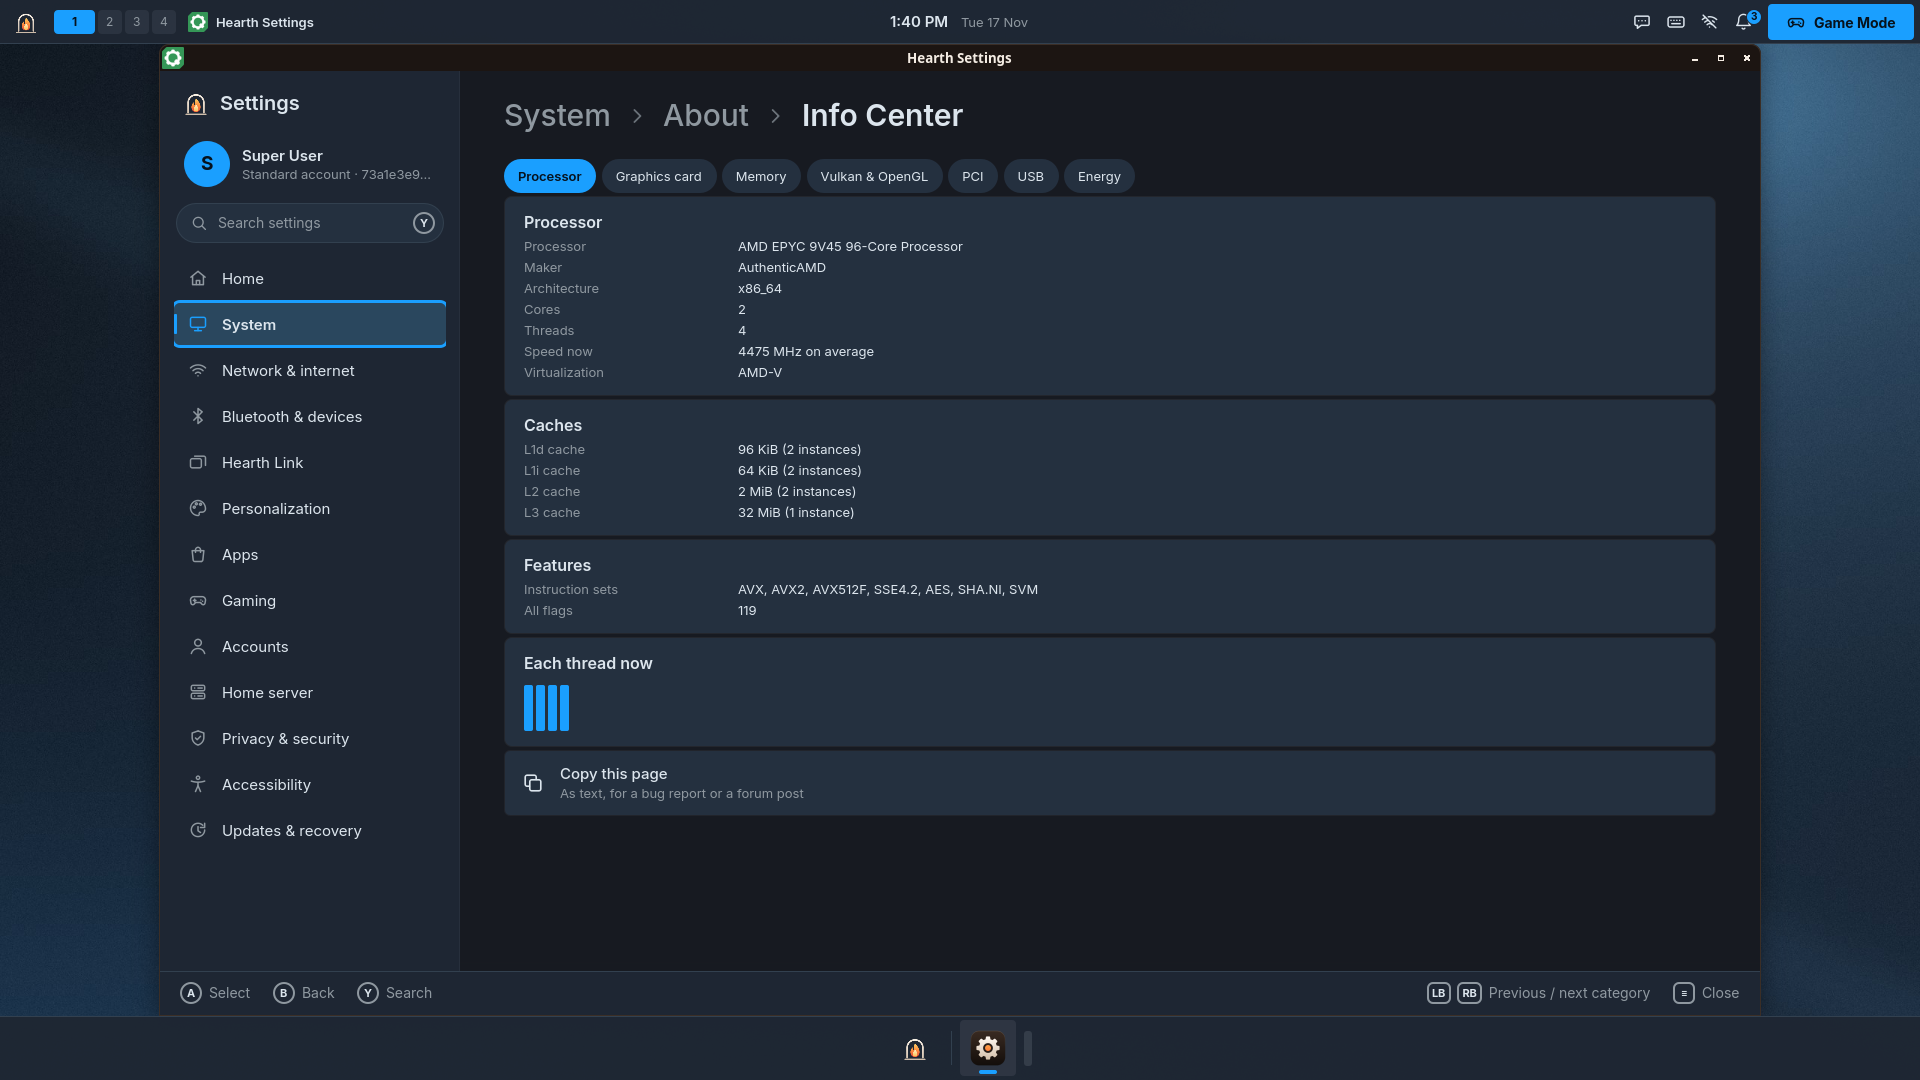 1 2 3 4 Hearth Settings
1:40 PM Tue 17 Nov
3 Game Mode
Hearth Settings
Settings
S
Super User
Standard account · 73a1e3e9...
Search settings Y
Home
System
Network & internet
Bluetooth & devices
Hearth Link
Personalization
Apps
Gaming
Accounts
Home server
Privacy & security
Accessibility
Updates & recovery
System > About > Info Center
Processor Graphics card Memory Vulkan & OpenGL PCI USB Energy
Processor
Processor AMD EPYC 9V45 96-Core Processor
Maker AuthenticAMD
Architecture x86_64
Cores 2
Threads 4
Speed now 4475 MHz on average
Virtualization AMD-V
Caches
L1d cache 96 KiB (2 instances)
L1i cache 64 KiB (2 instances)
L2 cache 2 MiB (2 instances)
L3 cache 32 MiB (1 instance)
Features
Instruction sets AVX, AVX2, AVX512F, SSE4.2, AES, SHA.NI, SVM
All flags 119
Each thread now
Copy this page
As text, for a bug report or a forum post
A Select B Back Y Search
LB RB Previous / next category Close